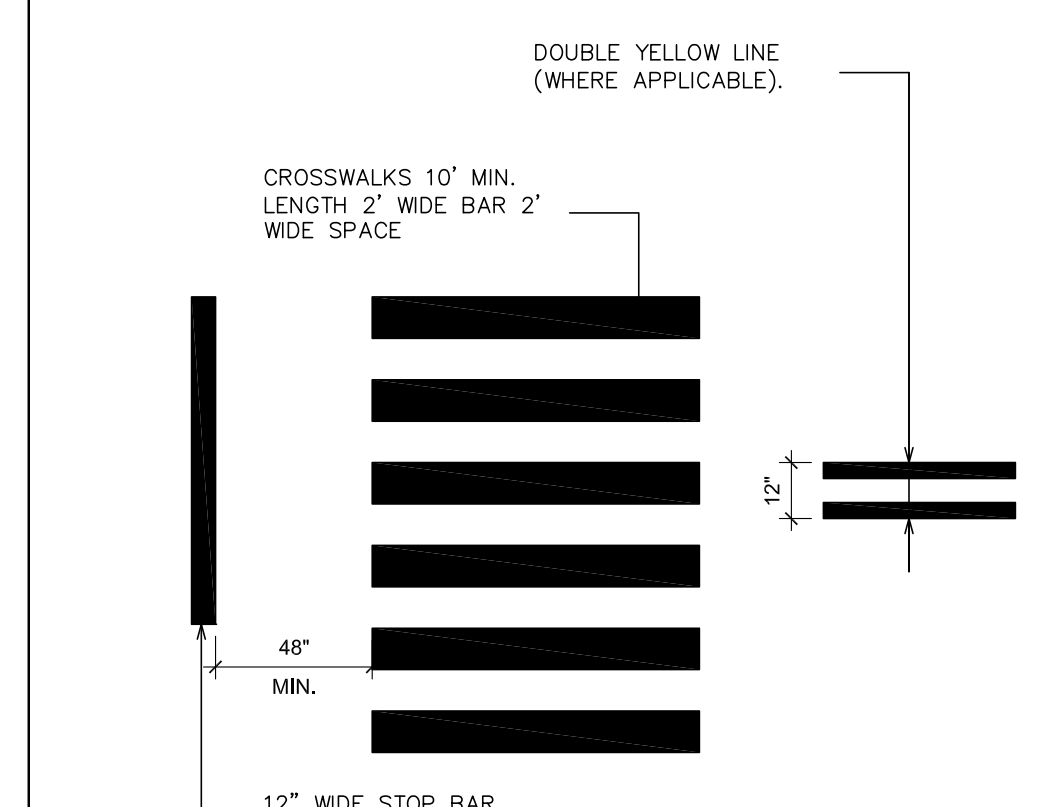 DOUBLE YELLOW LINE
(WHERE APPLICABLE).
CROSSWALKS 10' MIN.
LENGTH 2' WIDE BAR 2'
WIDE SPACE
12"
48"
MIN.
12" WIDE STOP BAR